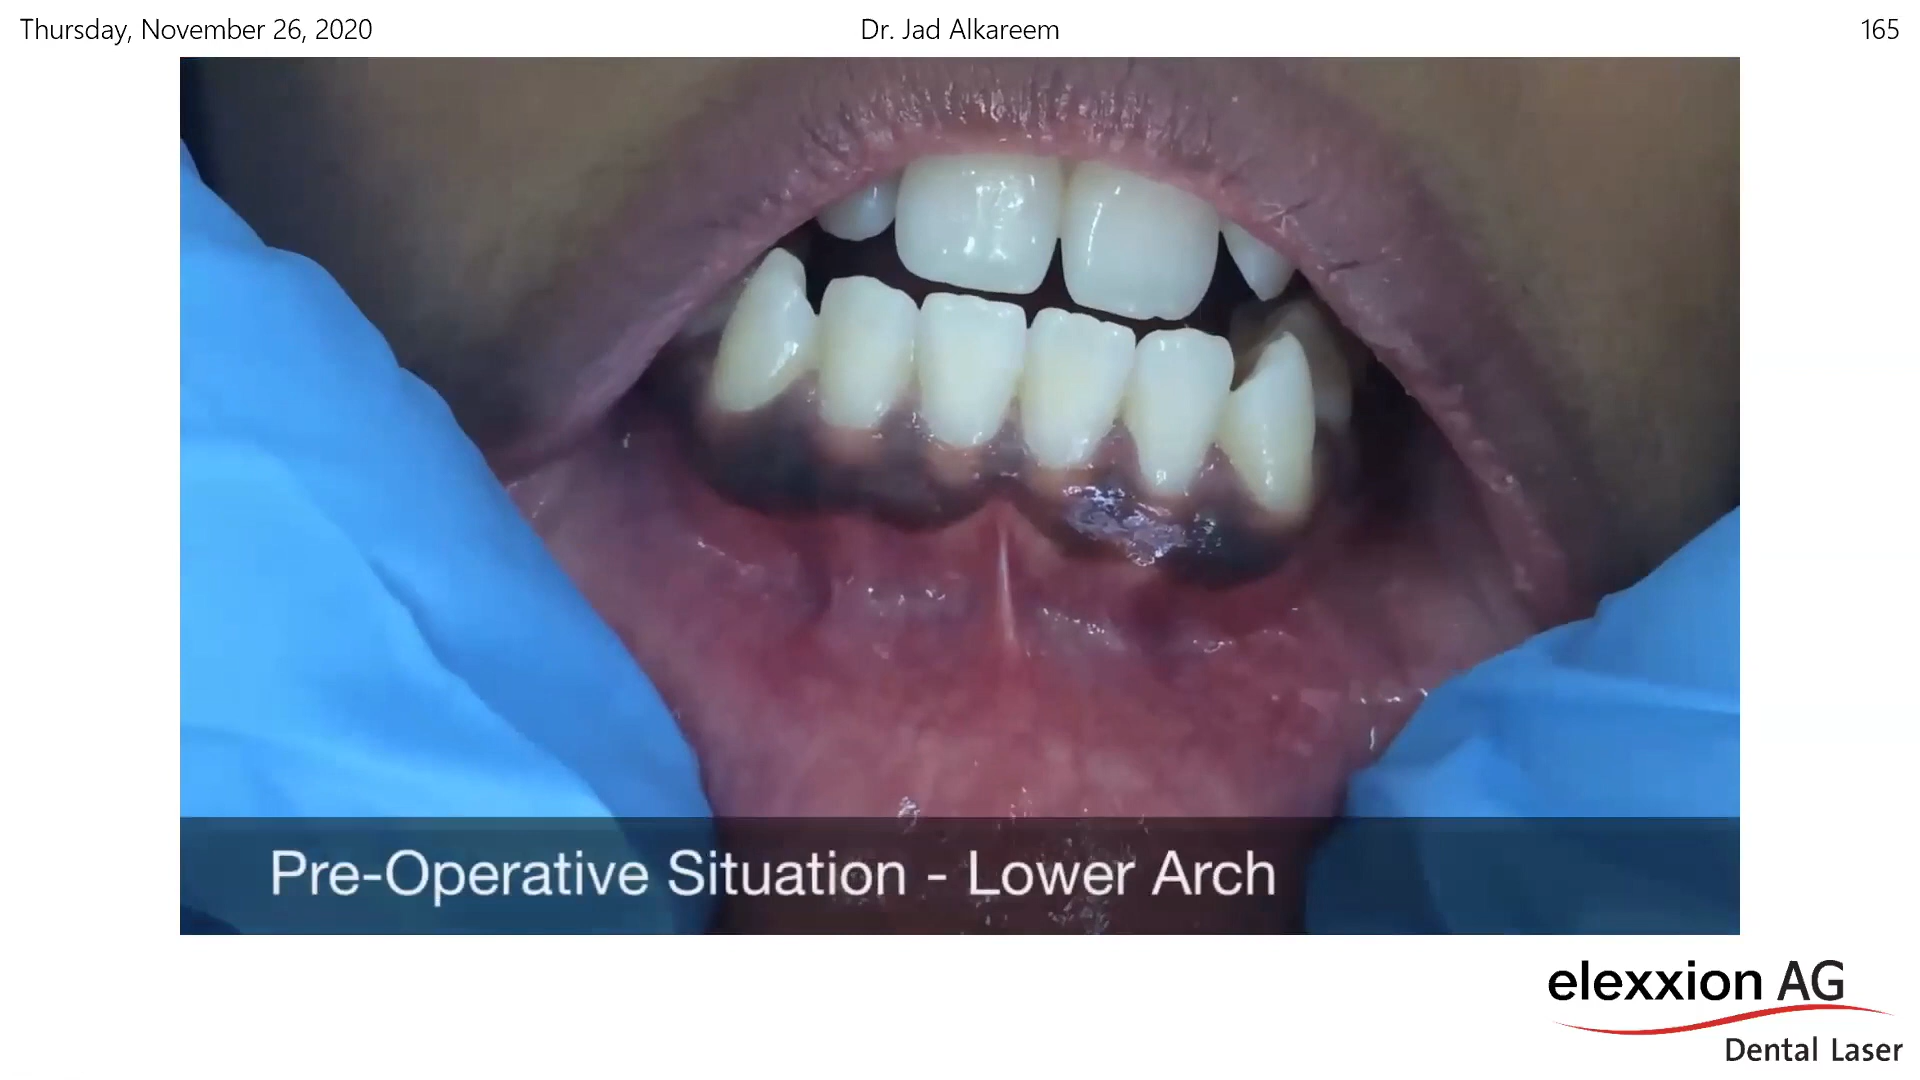 Thursday, November 26, 2020
Dr. Jad Alkareem
165
Pre-Operative Situation - Lower Arch
elexxion AG
Dental Laser